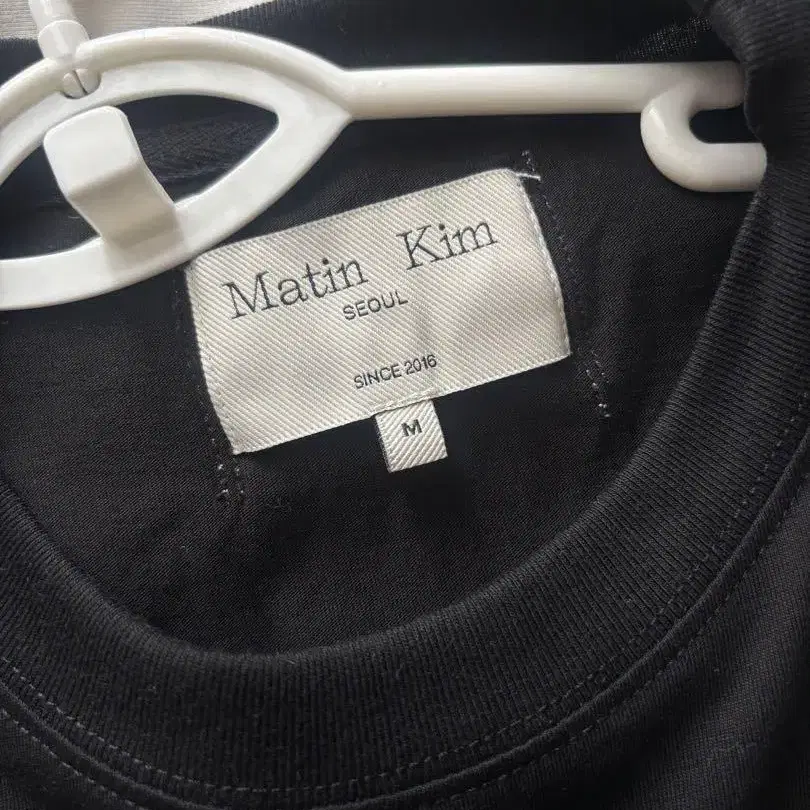 Matin Kim
SEOUL
SINCE 2016
M